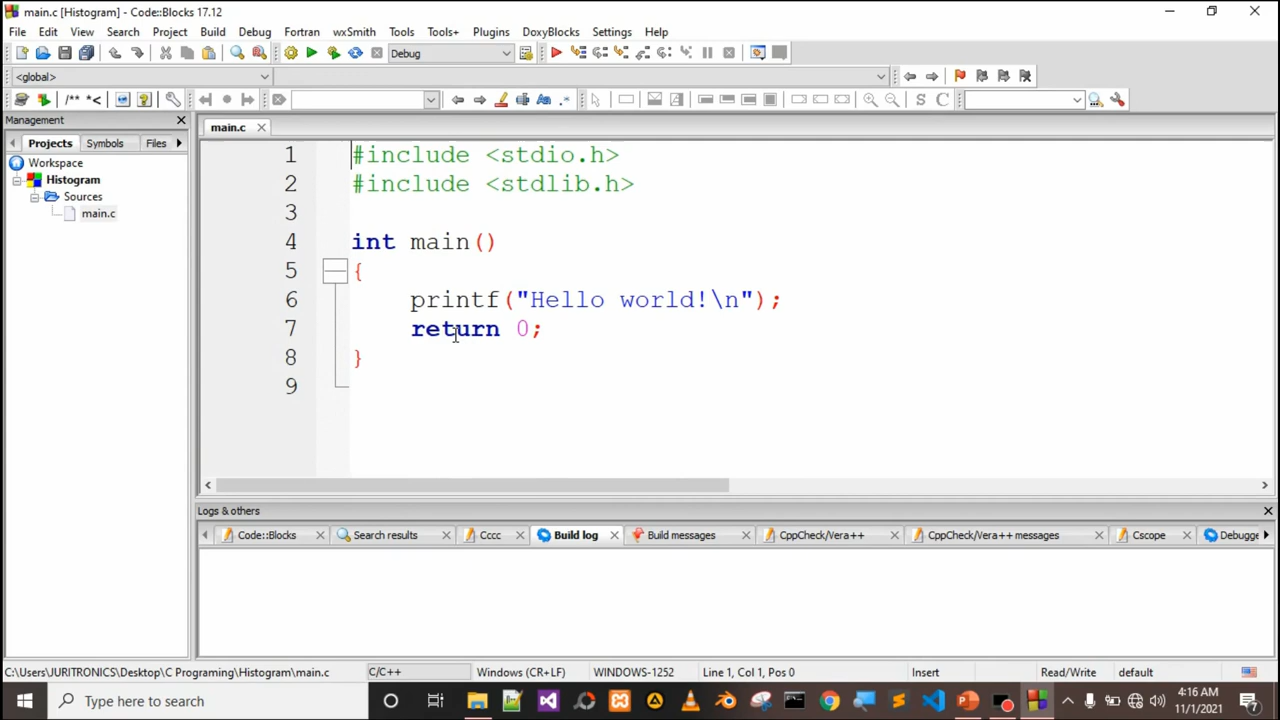 main.c [Histogram] - Code::Blocks 17.12
File Edit View Search Project Build Debug Fortran wxSmith Tools Tools+ Plugins DoxyBlocks Settings Help
Debug
<global>
/** *<
S C
Management
Projects Symbols Files
Workspace
Histogram
Sources
main.c
main.c
1 #include <stdio.h>
2 #include <stdlib.h>
3
4 int main()
5 {
6 printf("Hello world!\n");
7 return 0;
8 }
9
Logs & others
Code::Blocks Search results Cccc Build log Build messages CppCheck/Vera++ CppCheck/Vera++ messages Cscope Debugge
C:\Users\JURITRONICS\Desktop\C Programing\Histogram\main.c C/C++ Windows (CR+LF) WINDOWS-1252 Line 1, Col 1, Pos 0 Insert Read/Write default
Type here to search
4:16 AM
11/1/2021
7